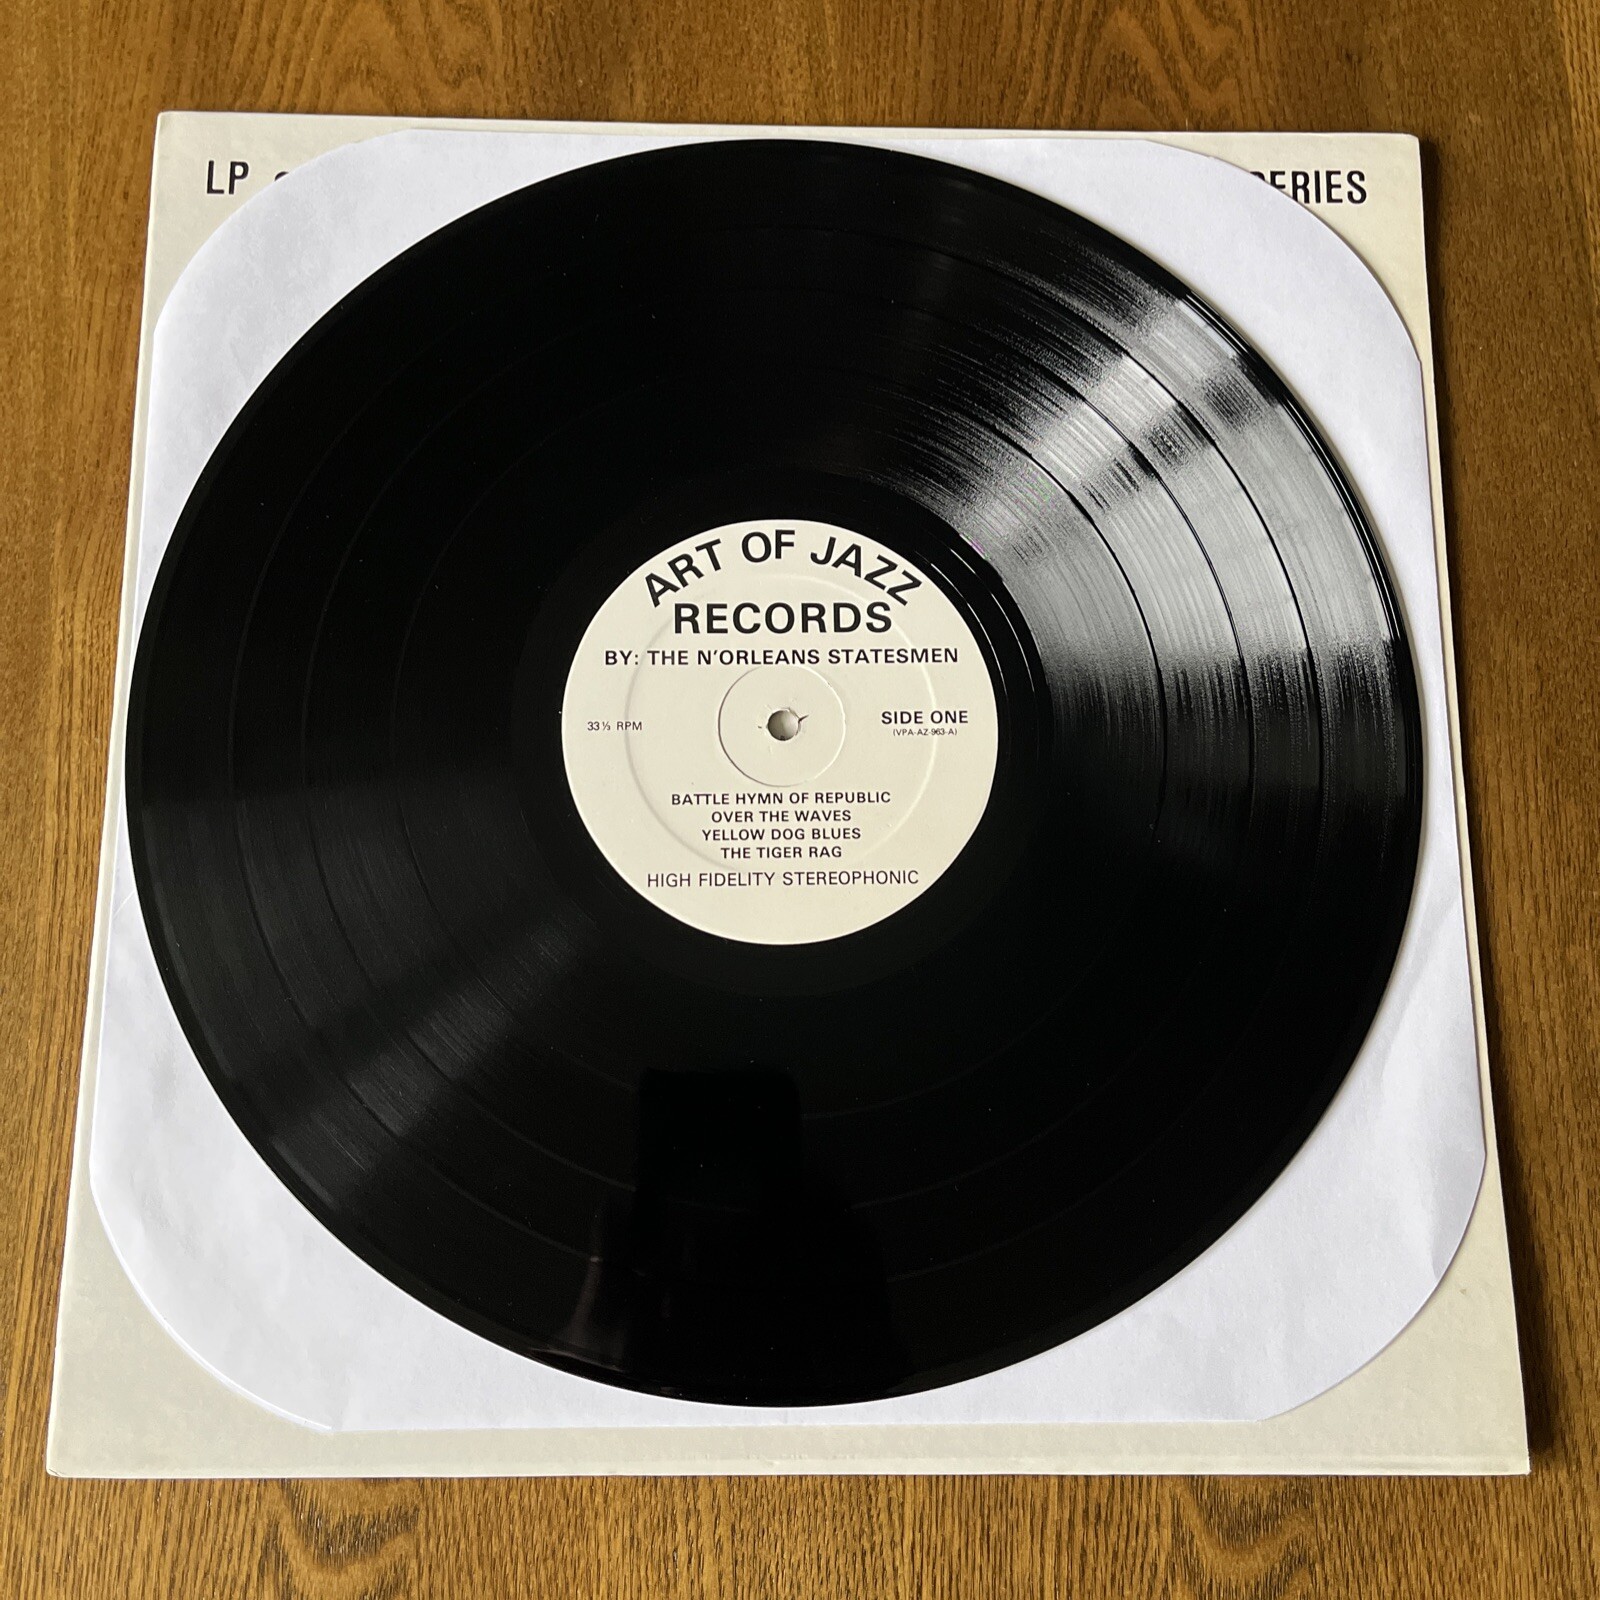 LP
ART OF JAZZ
RECORDS
BY: THE N'ORLEANS STATESMEN
33⅓ RPM
SIDE ONE
(VPA-AZ-963-A)
BATTLE HYMN OF REPUBLIC
OVER THE WAVES
YELLOW DOG BLUES
THE TIGER RAG
HIGH FIDELITY STEREOPHONIC